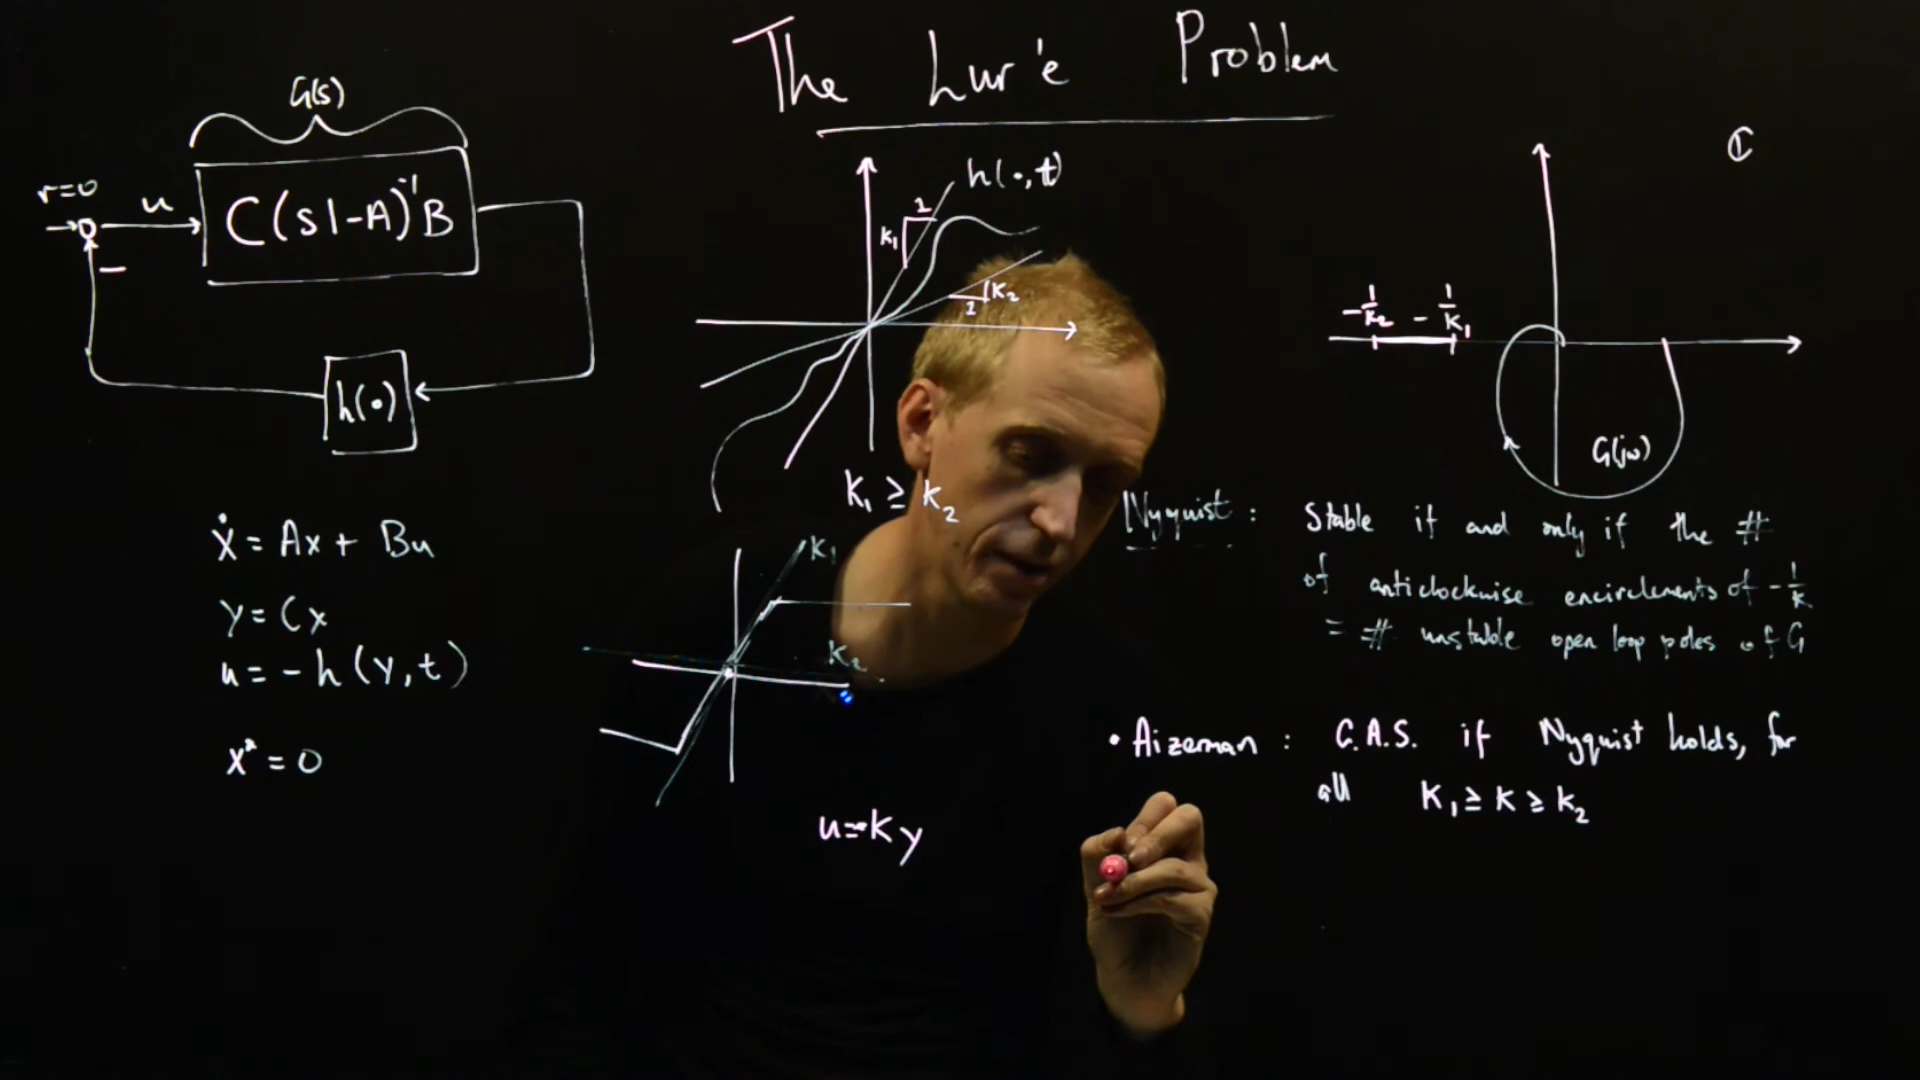 The Lur'e Problem
G(s)
r=0
u
C(sI-A)⁻¹B
−
h(•)
ẋ = Ax + Bu
y = Cx
u = -h(y,t)
x* = 0
h(•,t)
1
k₁
k₂
1
K₁ ≥ k₂
K₁
K₂
u=-Ky
ℂ
-1/k₂ -1/k₁
G(jω)
Nyquist : Stable if and only if the #
of anticlockwise encirclements of -1/k
= # unstable open loop poles of G
• Aizerman : G.A.S. if Nyquist holds, for
all K₁ ≥ K ≥ k₂